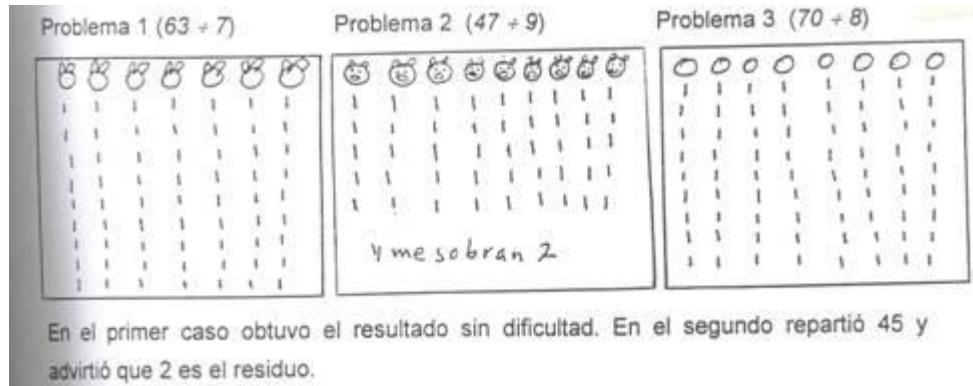 Problema 1 (63 ÷ 7)
Problema 2 (47 ÷ 9)
Problema 3 (70 ÷ 8)
y me sobran 2
En el primer caso obtuvo el resultado sin dificultad. En el segundo repartió 45 y
advirtió que 2 es el residuo.